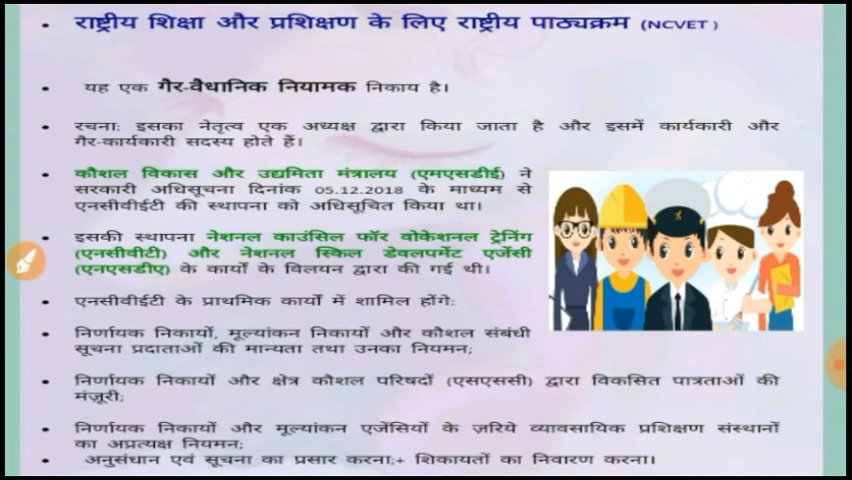 राष्ट्रीय शिक्षा और प्रशिक्षण के लिए राष्ट्रीय पाठ्यक्रम (NCVET )
यह एक गैर-वैधानिक नियामक निकाय है।
रचना: इसका नेतृत्व एक अध्यक्ष द्वारा किया जाता है और इसमें कार्यकारी और
गैर-कार्यकारी सदस्य होते हैं।
कौशल विकास और उद्यमिता मंत्रालय (एमएसडीई) ने
सरकारी अधिसूचना दिनांक 05.12.2018 के माध्यम से
एनसीवीईटी की स्थापना को अधिसूचित किया था।
इसकी स्थापना नेशनल काउंसिल फॉर वोकेशनल ट्रेनिंग
(एनसीवीटी) और नेशनल स्किल डेवलपमेंट एजेंसी
(एनएसडीए) के कार्यों के विलयन द्वारा की गई थी।
एनसीवीईटी के प्राथमिक कार्यों में शामिल होंगे:
निर्णायक निकायों, मूल्यांकन निकायों और कौशल संबंधी
सूचना प्रदाताओं की मान्यता तथा उनका नियमन;
निर्णायक निकायों और क्षेत्र कौशल परिषदों (एसएससी) द्वारा विकसित पात्रताओं की
मंज़ूरी;
निर्णायक निकायों और मूल्यांकन एजेंसियों के ज़रिये व्यावसायिक प्रशिक्षण संस्थानों
का अप्रत्यक्ष नियमन;
अनुसंधान एवं सूचना का प्रसार करना;+ शिकायतों का निवारण करना।